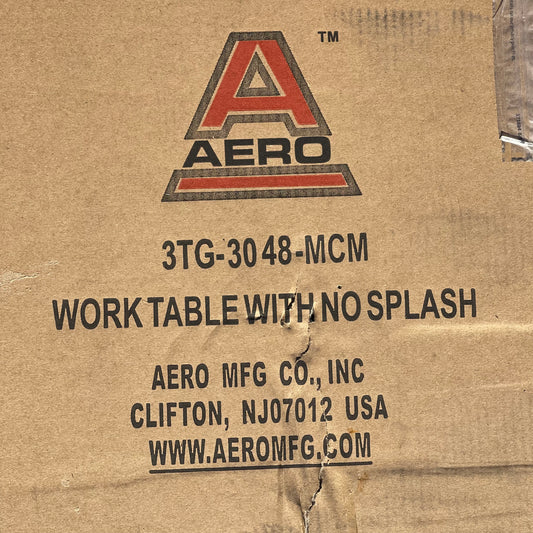 A
™
AERO
3TG-3048-MCM
WORK TABLE WITH NO SPLASH
AERO MFG CO., INC
CLIFTON, NJ07012 USA
WWW.AEROMFG.COM